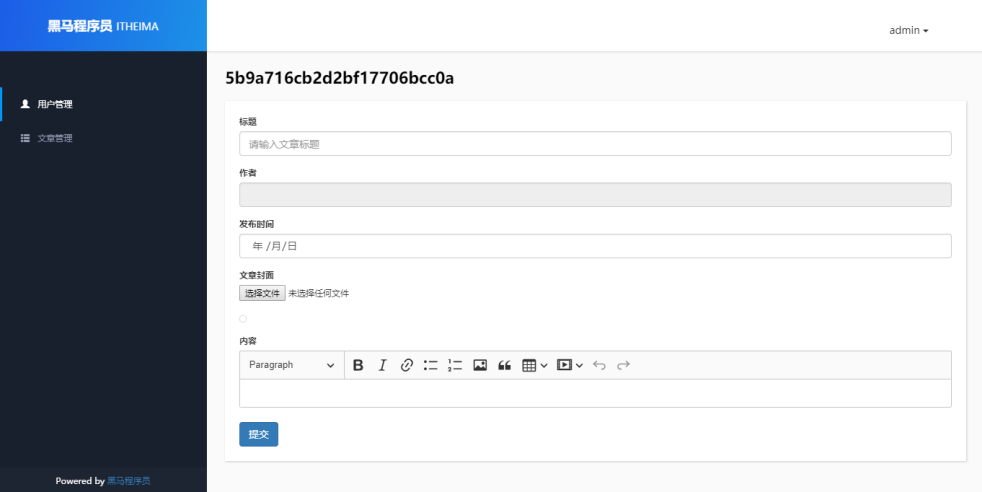 黑马程序员 ITHEIMA
admin
用户管理
文章管理
5b9a716cb2d2bf17706bcc0a
标题
请输入文章标题
作者
发布时间
年 /月/日
文章封面
选择文件 未选择任何文件
内容
Paragraph
提交
Powered by 黑马程序员